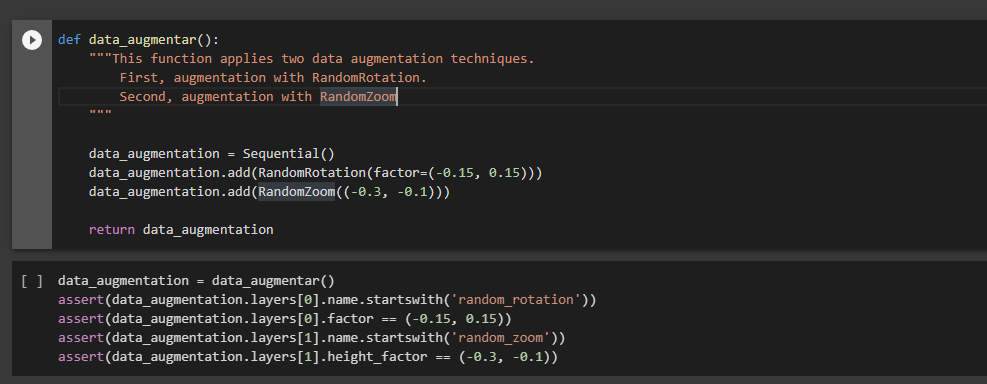 def data_augmentar():
"""This function applies two data augmentation techniques.
First, augmentation with RandomRotation.
Second, augmentation with RandomZoom
"""
data_augmentation = Sequential()
data_augmentation.add(RandomRotation(factor=(-0.15, 0.15)))
data_augmentation.add(RandomZoom((-0.3, -0.1)))
return data_augmentation
[ ] data_augmentation = data_augmentar()
assert(data_augmentation.layers[0].name.startswith('random_rotation'))
assert(data_augmentation.layers[0].factor == (-0.15, 0.15))
assert(data_augmentation.layers[1].name.startswith('random_zoom'))
assert(data_augmentation.layers[1].height_factor == (-0.3, -0.1))